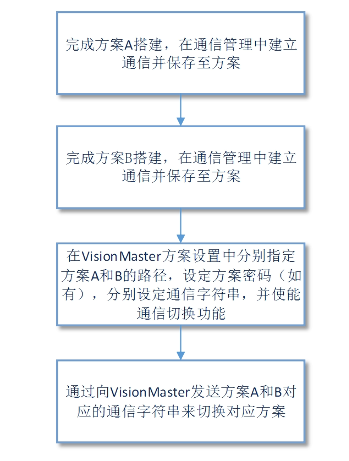 完成方案A搭建，在通信管理中建立
通信并保存至方案
完成方案B搭建，在通信管理中建立
通信并保存至方案
在VisionMaster方案设置中分别指定
方案A和B的路径，设定方案密码（如
有），分别设定通信字符串，并使能
通信切换功能
通过向VisionMaster发送方案A和B对
应的通信字符串来切换对应方案